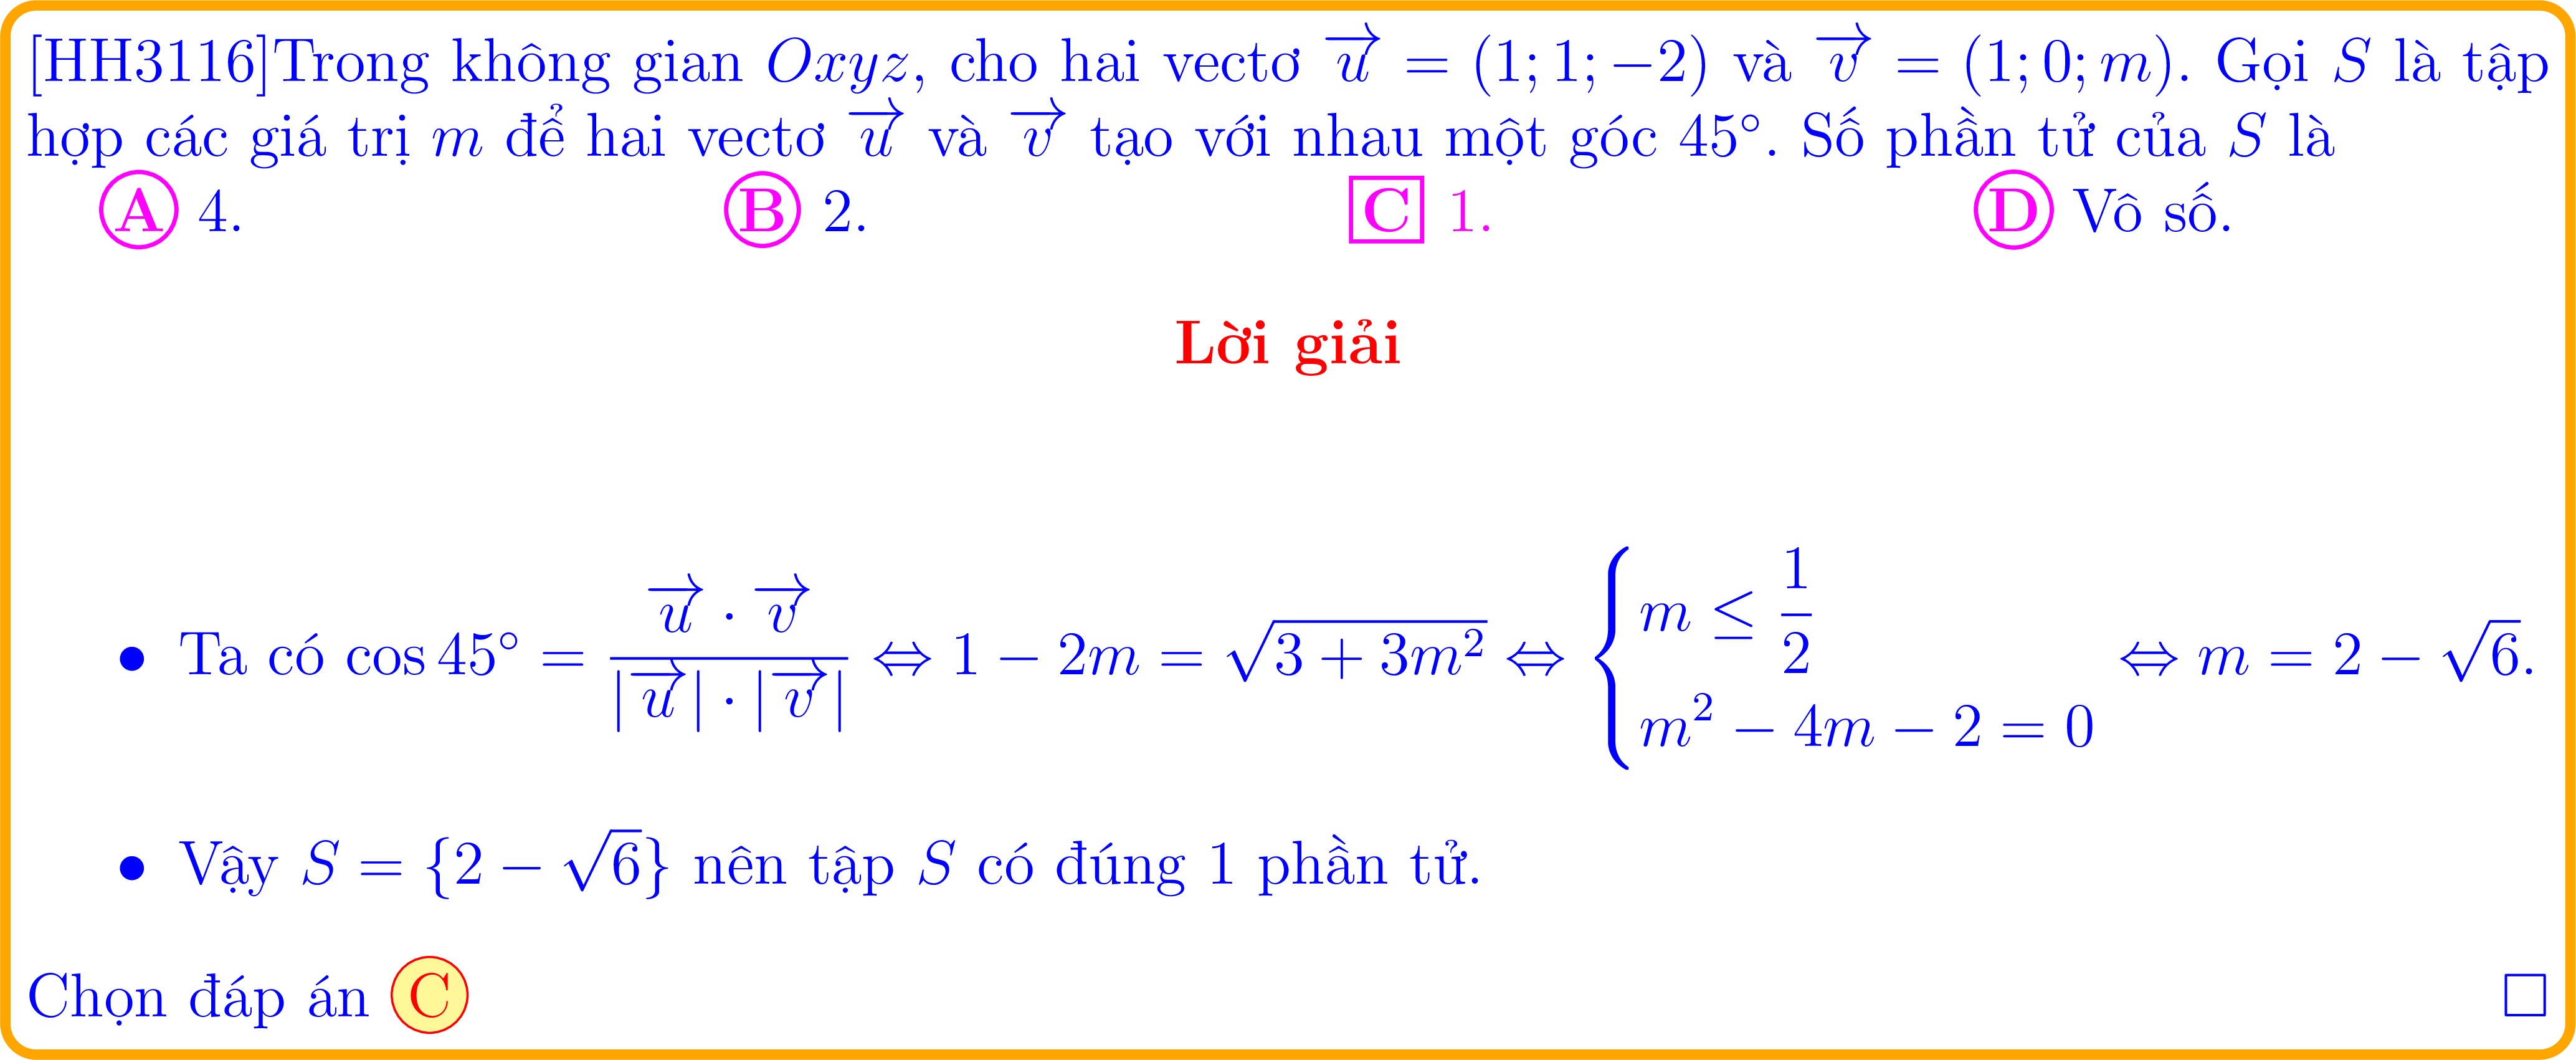 [HH3116]Trong không gian Oxyz, cho hai vectơ $\overrightarrow{u} = (1; 1; -2)$ và $\overrightarrow{v} = (1; 0; m)$. Gọi S là tập
hợp các giá trị m để hai vectơ $\overrightarrow{u}$ và $\overrightarrow{v}$ tạo với nhau một góc 45°. Số phần tử của S là
A 4. B 2. C 1. D Vô số.
Lời giải
• Ta có $\cos 45^\circ = \dfrac{\overrightarrow{u} \cdot \overrightarrow{v}}{|\overrightarrow{u}| \cdot |\overrightarrow{v}|} \Leftrightarrow 1 - 2m = \sqrt{3 + 3m^2} \Leftrightarrow \begin{cases} m \leq \dfrac{1}{2} \\ m^2 - 4m - 2 = 0 \end{cases} \Leftrightarrow m = 2 - \sqrt{6}.$
• Vậy $S = \{2 - \sqrt{6}\}$ nên tập S có đúng 1 phần tử.
Chọn đáp án C □